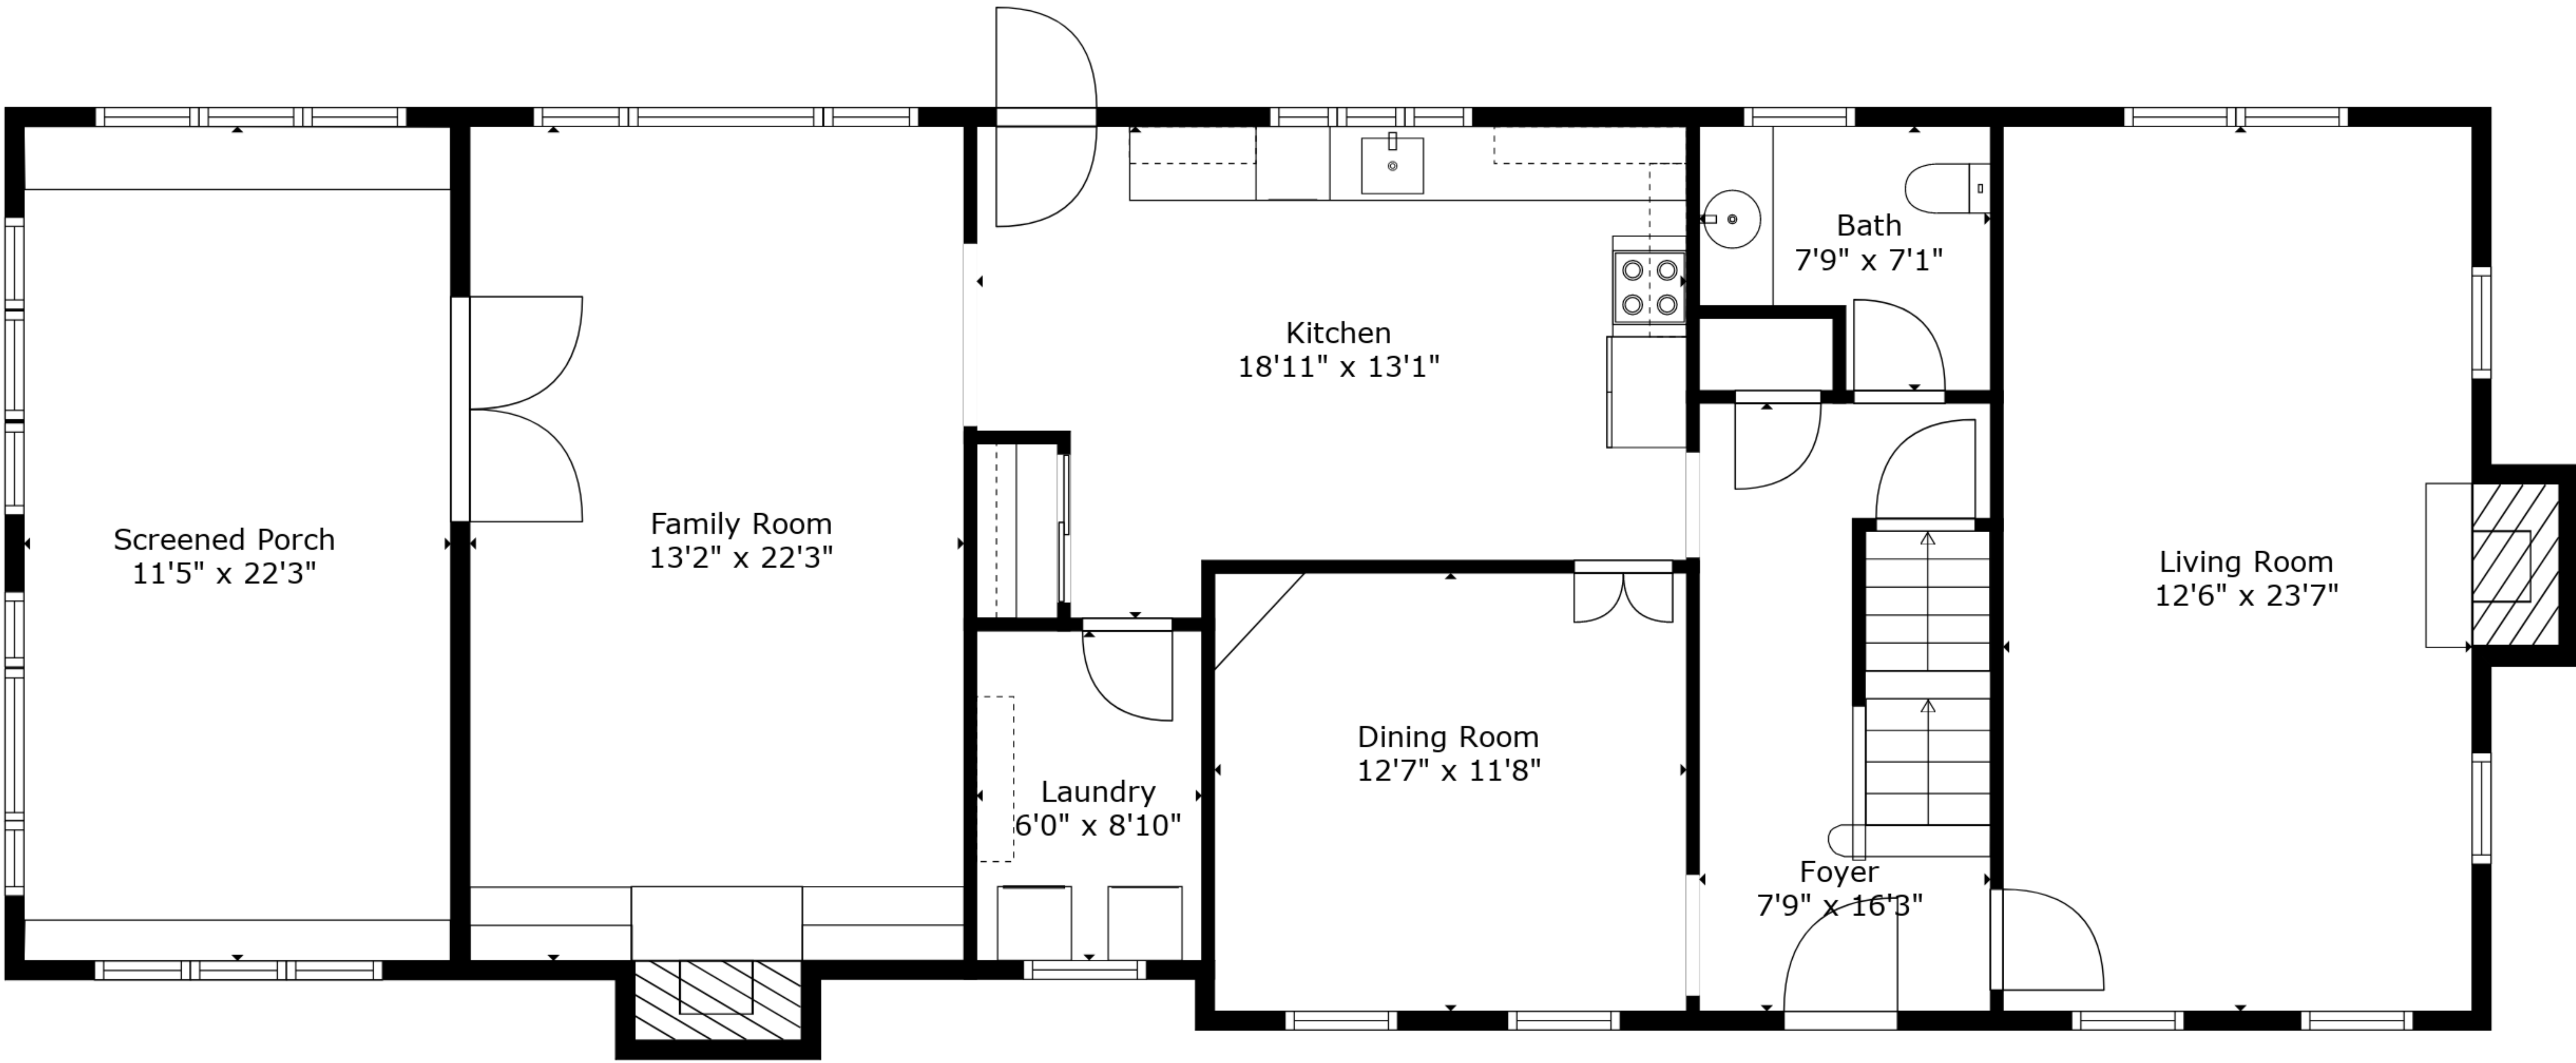 Screened Porch
11'5" x 22'3"
Family Room
13'2" x 22'3"
Kitchen
18'11" x 13'1"
Bath
7'9" x 7'1"
Laundry
6'0" x 8'10"
Dining Room
12'7" x 11'8"
Foyer
7'9" x 16'3"
Living Room
12'6" x 23'7"